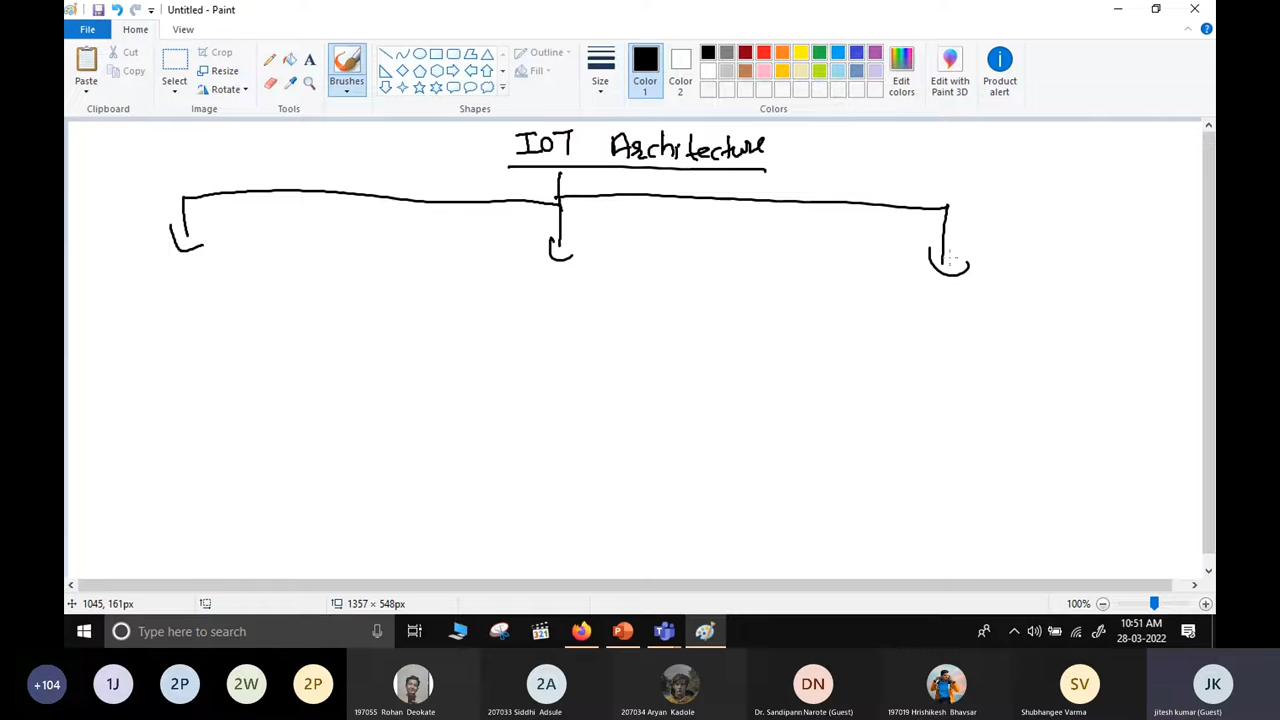 Untitled - Paint
File Home View
Paste Cut Copy Clipboard
Select Crop Resize Rotate Image
A Tools
Brushes
Outline Fill Shapes
Size
Color 1 Color 2 Edit colors Colors
Edit with Paint 3D
Product alert
IOT Architecture
1045, 161px 1357 × 548px 100%
Type here to search 321 10:51 AM
28-03-2022
+104 1J 2P 2W 2P 2A DN SV JK
197055 Rohan Deokate 207033 Siddhi Adsule 207034 Aryan Kadole Dr. Sandipann Narote (Guest) 197019 Hrishikesh Bhavsar Shubhangee Varma jitesh kumar (Guest)